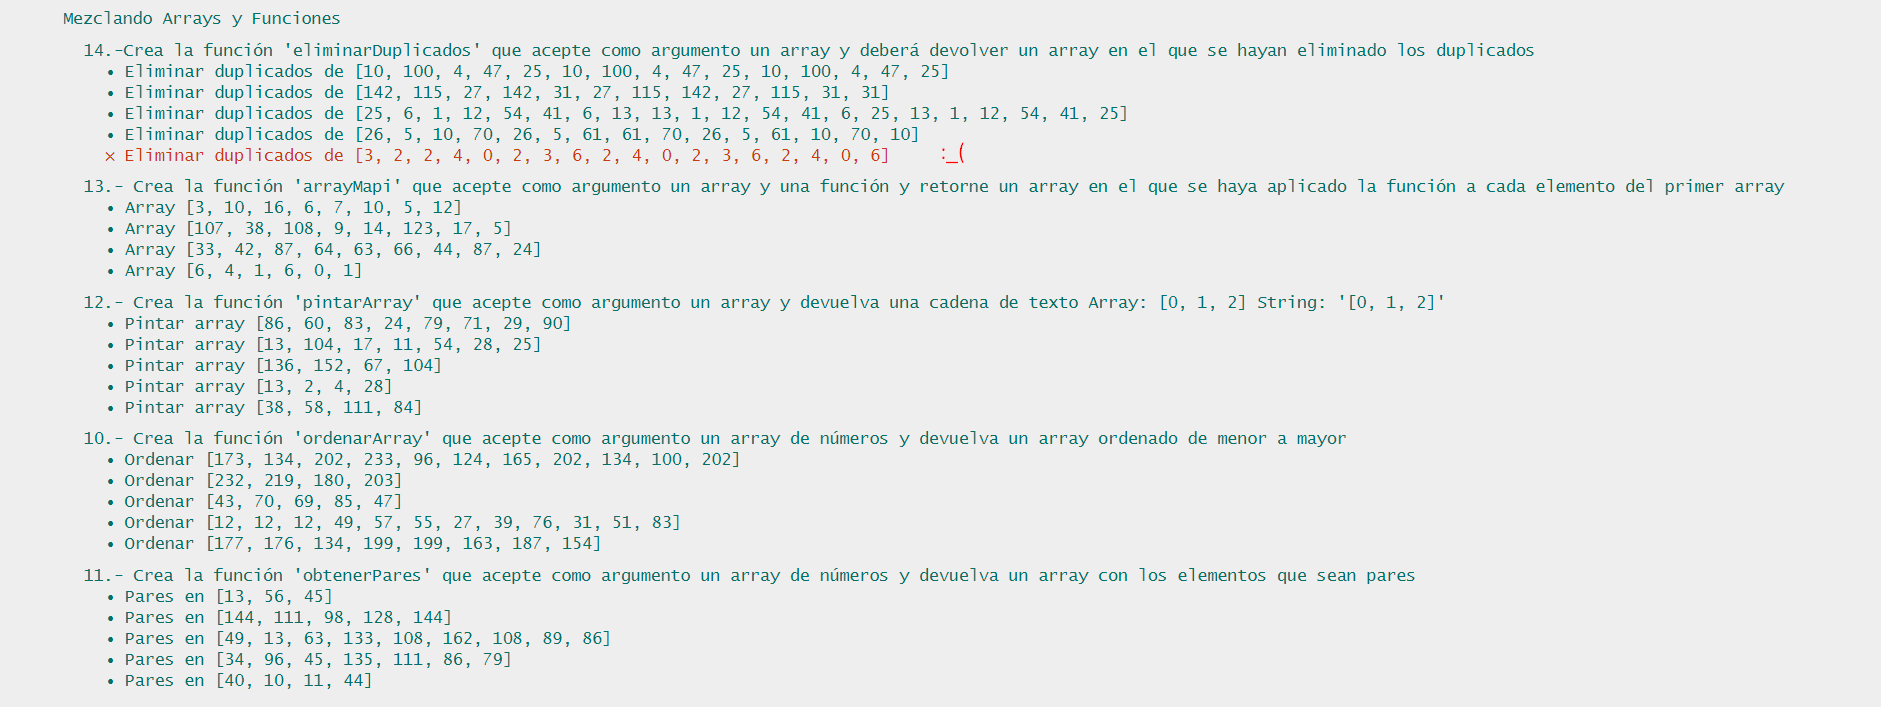 Mezclando Arrays y Funciones
14.-Crea la función 'eliminarDuplicados' que acepte como argumento un array y deberá devolver un array en el que se hayan eliminado los duplicados
• Eliminar duplicados de [10, 100, 4, 47, 25, 10, 100, 4, 47, 25, 10, 100, 4, 47, 25]
• Eliminar duplicados de [142, 115, 27, 142, 31, 27, 115, 142, 27, 115, 31, 31]
• Eliminar duplicados de [25, 6, 1, 12, 54, 41, 6, 13, 13, 1, 12, 54, 41, 6, 25, 13, 1, 12, 54, 41, 25]
• Eliminar duplicados de [26, 5, 10, 70, 26, 5, 61, 61, 70, 26, 5, 61, 10, 70, 10]
× Eliminar duplicados de [3, 2, 2, 4, 0, 2, 3, 6, 2, 4, 0, 2, 3, 6, 2, 4, 0, 6] :_(
13.- Crea la función 'arrayMapi' que acepte como argumento un array y una función y retorne un array en el que se haya aplicado la función a cada elemento del primer array
• Array [3, 10, 16, 6, 7, 10, 5, 12]
• Array [107, 38, 108, 9, 14, 123, 17, 5]
• Array [33, 42, 87, 64, 63, 66, 44, 87, 24]
• Array [6, 4, 1, 6, 0, 1]
12.- Crea la función 'pintarArray' que acepte como argumento un array y devuelva una cadena de texto Array: [0, 1, 2] String: '[0, 1, 2]'
• Pintar array [86, 60, 83, 24, 79, 71, 29, 90]
• Pintar array [13, 104, 17, 11, 54, 28, 25]
• Pintar array [136, 152, 67, 104]
• Pintar array [13, 2, 4, 28]
• Pintar array [38, 58, 111, 84]
10.- Crea la función 'ordenarArray' que acepte como argumento un array de números y devuelva un array ordenado de menor a mayor
• Ordenar [173, 134, 202, 233, 96, 124, 165, 202, 134, 100, 202]
• Ordenar [232, 219, 180, 203]
• Ordenar [43, 70, 69, 85, 47]
• Ordenar [12, 12, 12, 49, 57, 55, 27, 39, 76, 31, 51, 83]
• Ordenar [177, 176, 134, 199, 199, 163, 187, 154]
11.- Crea la función 'obtenerPares' que acepte como argumento un array de números y devuelva un array con los elementos que sean pares
• Pares en [13, 56, 45]
• Pares en [144, 111, 98, 128, 144]
• Pares en [49, 13, 63, 133, 108, 162, 108, 89, 86]
• Pares en [34, 96, 45, 135, 111, 86, 79]
• Pares en [40, 10, 11, 44]